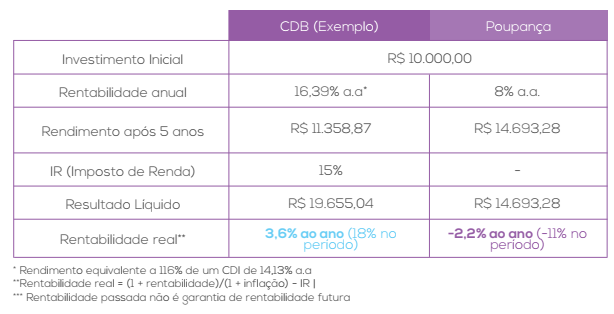 CDB (Exemplo) Poupança
Investimento Inicial R$ 10.000,00
Rentabilidade anual 16,39% a.a* 8% a.a.
Rendimento após 5 anos R$ 11.358,87 R$ 14.693,28
IR (Imposto de Renda) 15% -
Resultado Líquido R$ 19.655,04 R$ 14.693,28
Rentabilidade real** 3,6% ao ano (18% no período) -2,2% ao ano (-11% no período)
* Rendimento equivalente a 116% de um CDI de 14,13% a.a
**Rentabilidade real = (1 + rentabilidade)/(1 + inflação) - IR |
*** Rentabilidade passada não é garantia de rentabilidade futura